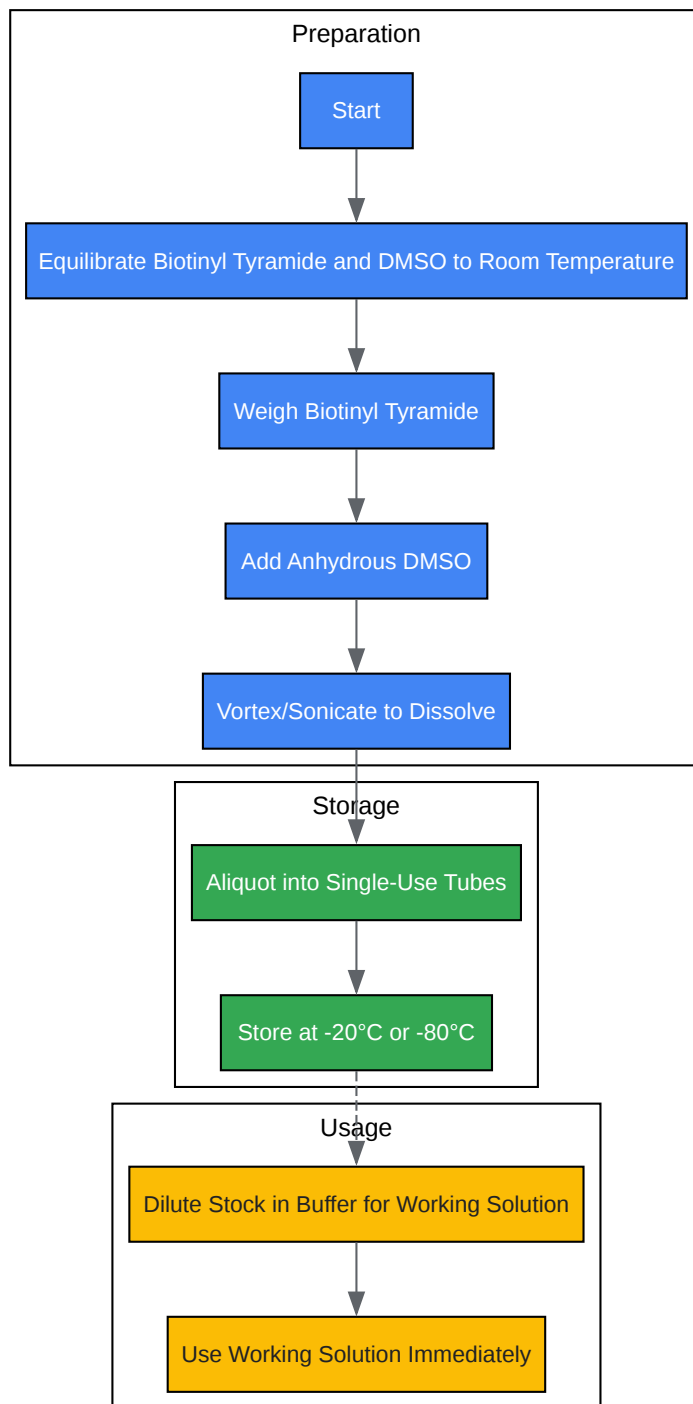 Preparation
Start
Equilibrate Biotinyl Tyramide and DMSO to Room Temperature
Weigh Biotinyl Tyramide
Add Anhydrous DMSO
Vortex/Sonicate to Dissolve
Storage
Aliquot into Single-Use Tubes
Store at -20°C or -80°C
Usage
Dilute Stock in Buffer for Working Solution
Use Working Solution Immediately